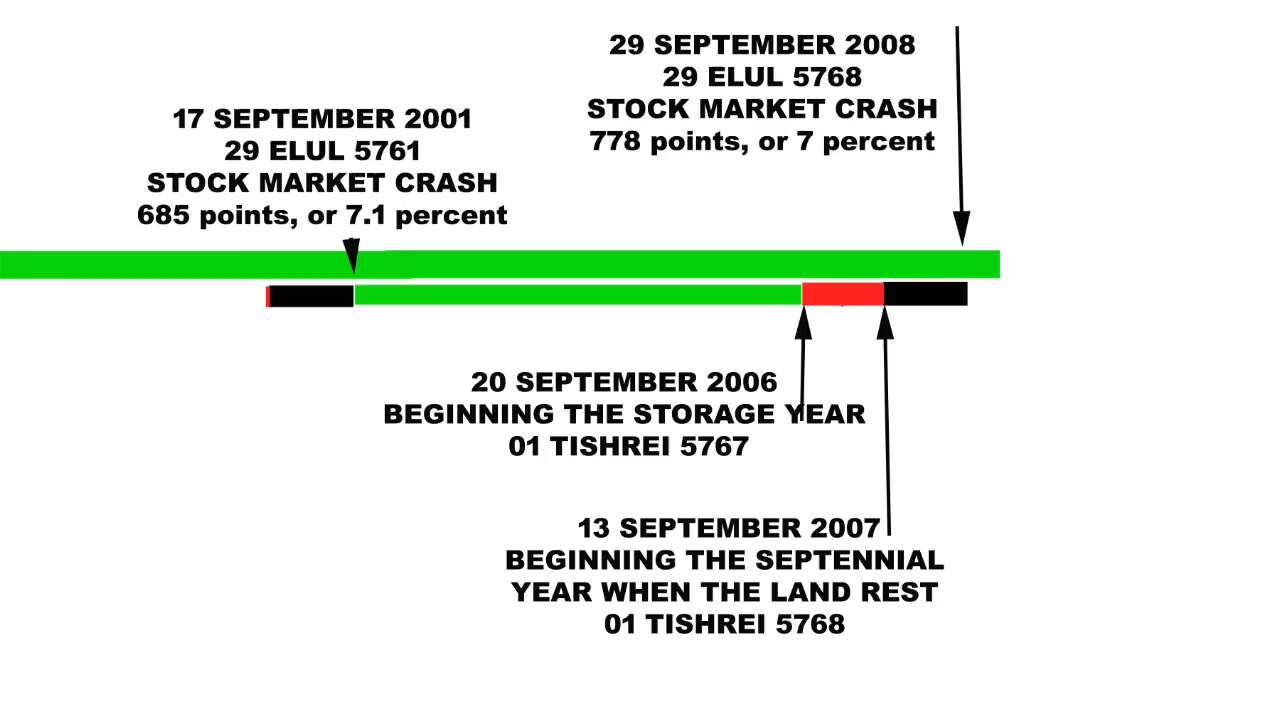 29 SEPTEMBER 2008
29 ELUL 5768
STOCK MARKET CRASH
778 points, or 7 percent
17 SEPTEMBER 2001
29 ELUL 5761
STOCK MARKET CRASH
685 points, or 7.1 percent
20 SEPTEMBER 2006
BEGINNING THE STORAGE YEAR
01 TISHREI 5767
13 SEPTEMBER 2007
BEGINNING THE SEPTENNIAL
YEAR WHEN THE LAND REST
01 TISHREI 5768